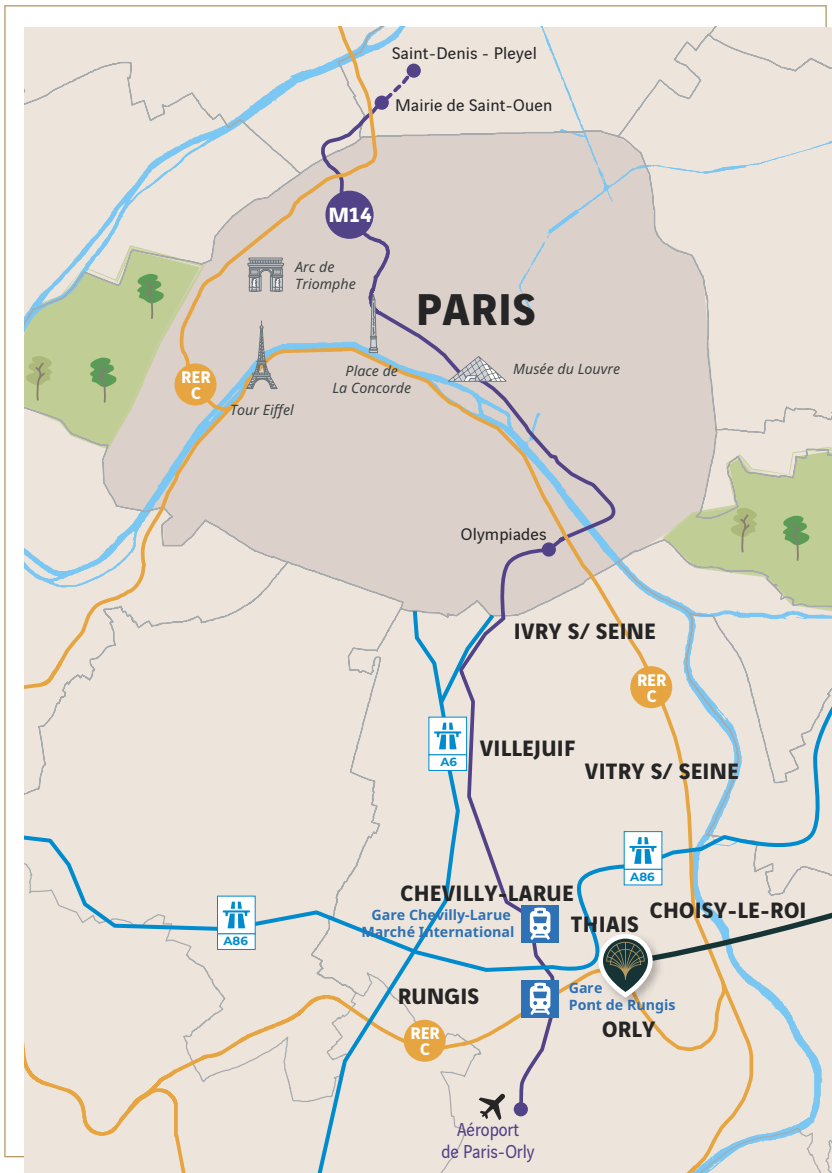 Saint-Denis - Pleyel
Mairie de Saint-Ouen
M14
Arc de
Triomphe
PARIS
RER
C
Tour Eiffel
Place de
La Concorde
Musée du Louvre
Olympiades
IVRY S/ SEINE
RER
C
A6
VILLEJUIF
VITRY S/ SEINE
A86
CHEVILLY-LARUE
Gare Chevilly-Larue
Marché International
THIAIS
CHOISY-LE-ROI
A86
RUNGIS
Gare
Pont de Rungis
ORLY
RER
C
Aéroport
de Paris-Orly